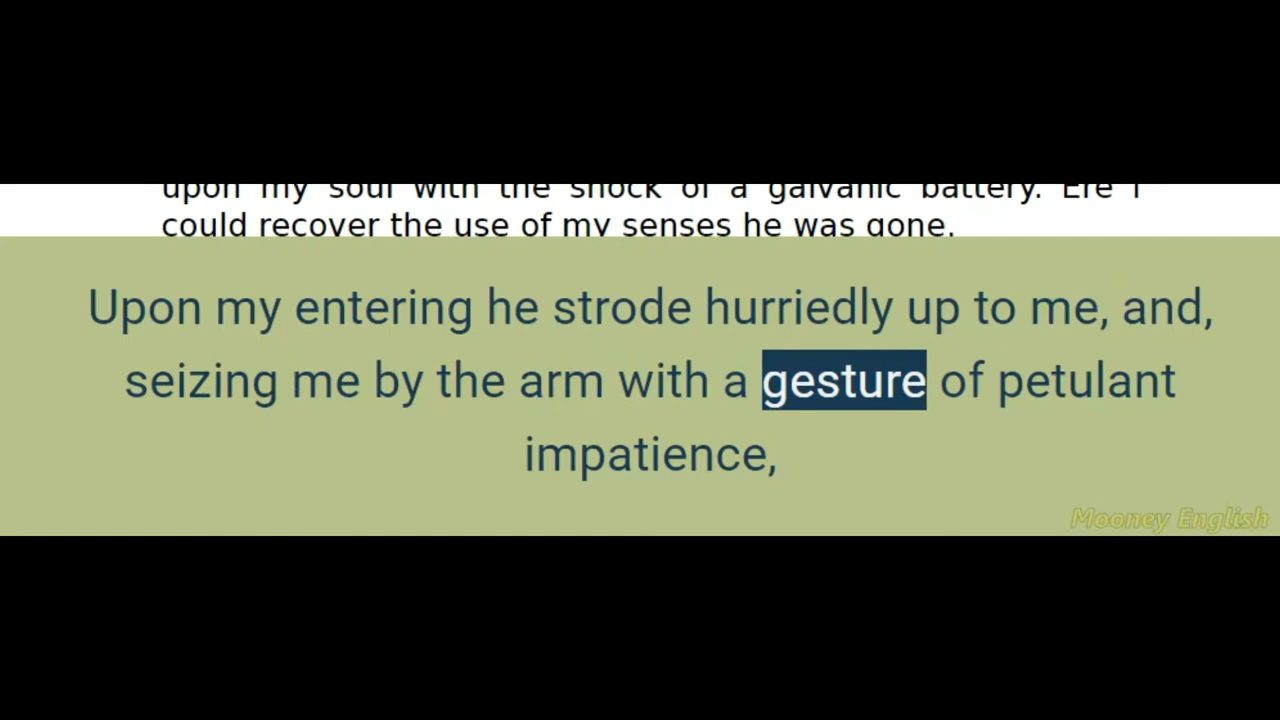 upon my soul with the shock of a galvanic battery. Ere I
could recover the use of my senses he was gone.
Upon my entering he strode hurriedly up to me, and,
seizing me by the arm with a gesture of petulant
impatience,
Mooney English